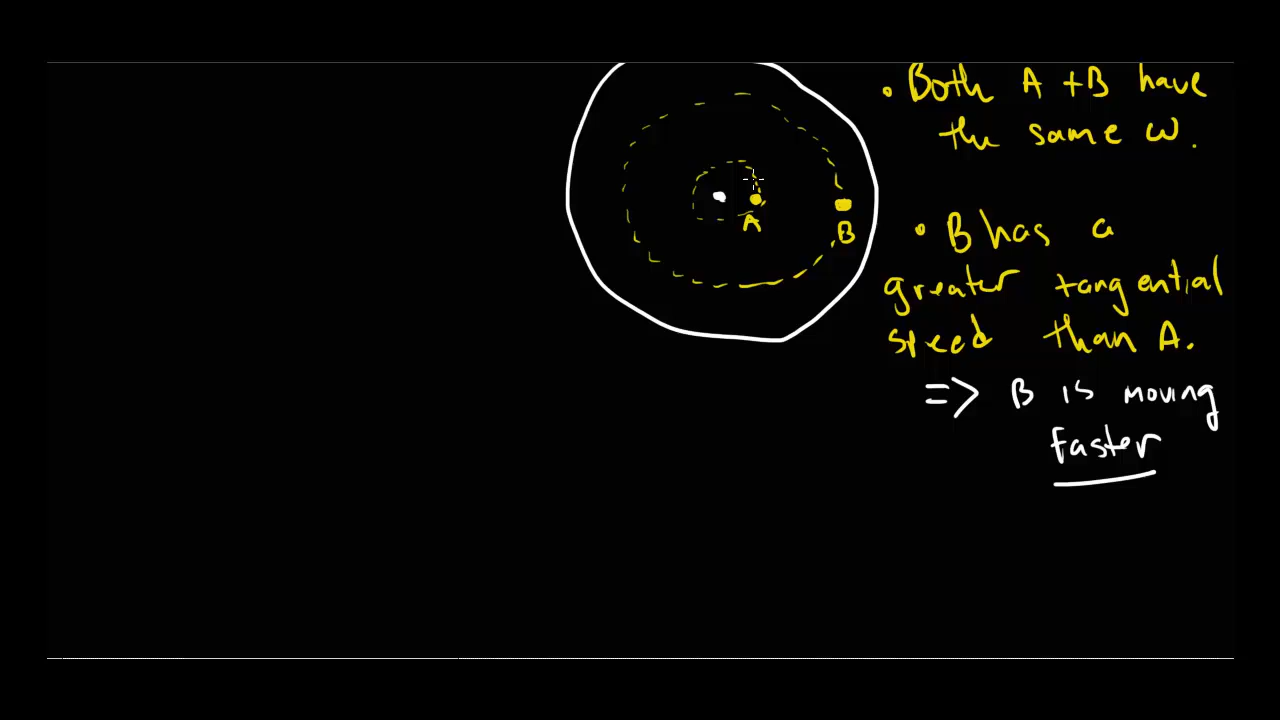 • Both A + B have
the same ω.
A
B
• B has a
greater tangential
speed than A.
=> B is moving
faster